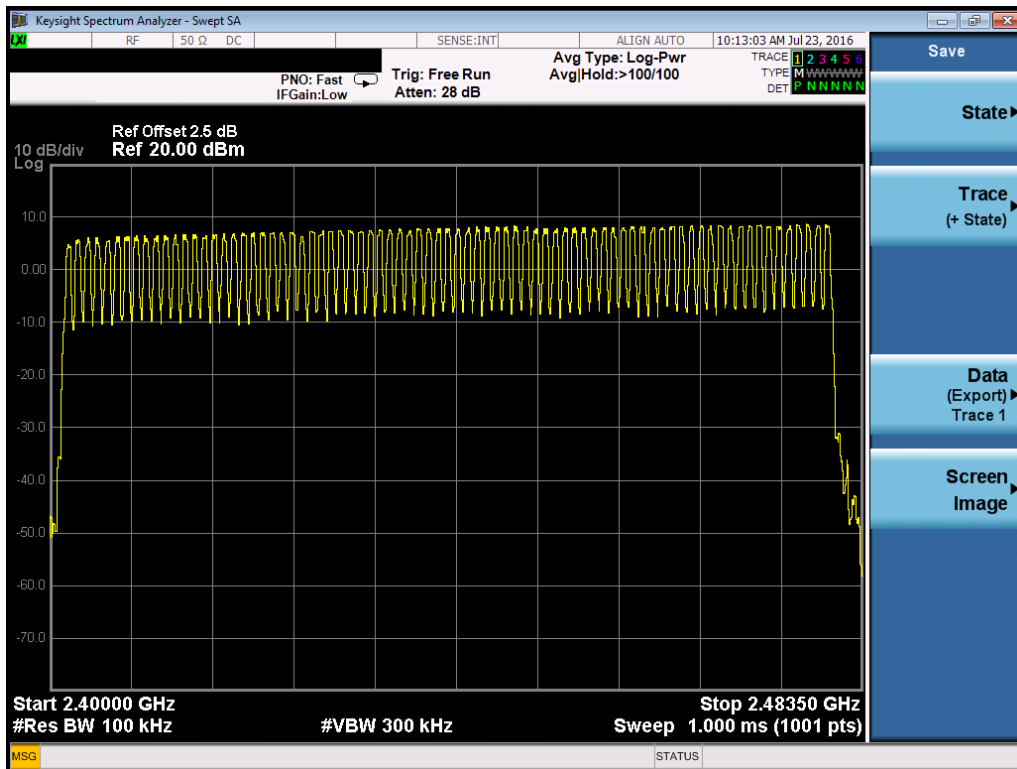 Keysight Spectrum Analyzer - Swept SA
LXI RF 50 Ω DC SENSE:INT ALIGN AUTO 10:13:03 AM Jul 23, 2016
PNO: Fast
IFGain:Low
Trig: Free Run
Atten: 28 dB
Avg Type: Log-Pwr
Avg|Hold:>100/100
TRACE 1 2 3 4 5 6
TYPE M W W W W W
DET P N N N N N
Ref Offset 2.5 dB
10 dB/div Ref 20.00 dBm
Log
10.0
0.00
-10.0
-20.0
-30.0
-40.0
-50.0
-60.0
-70.0
Start 2.40000 GHz Stop 2.48350 GHz
#Res BW 100 kHz #VBW 300 kHz Sweep 1.000 ms (1001 pts)
MSG STATUS
Save
State
Trace
(+ State)
Data
(Export)
Trace 1
Screen
Image